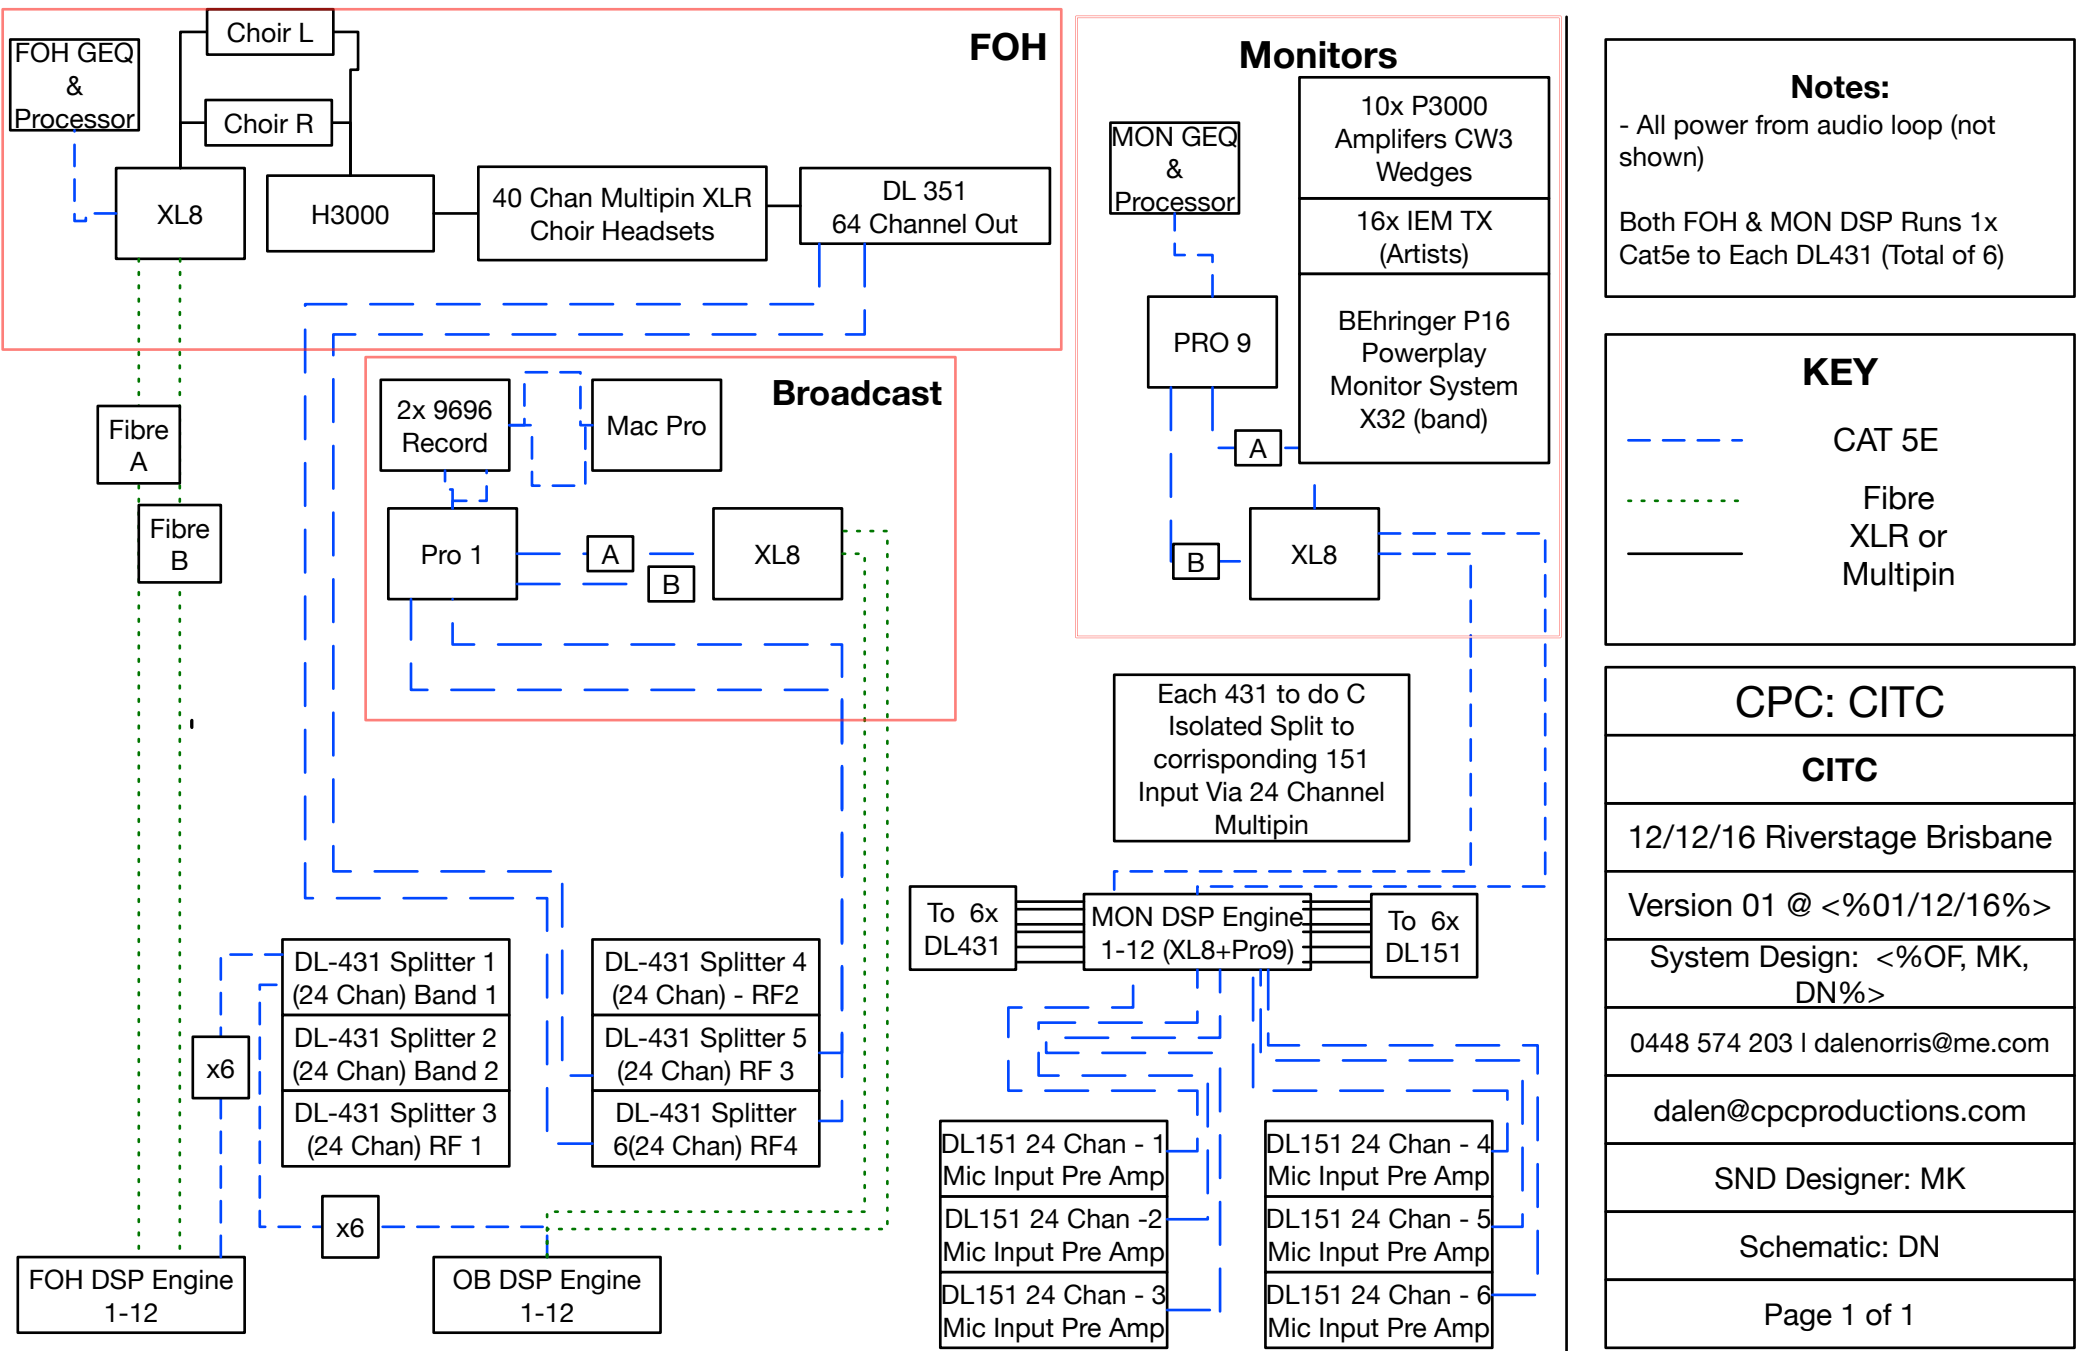 FOH
Choir L
FOH GEQ
&
Processor
Choir R
XL8
H3000
40 Chan Multipin XLR
Choir Headsets
DL 351
64 Channel Out
Fibre
A
Fibre
B
Broadcast
2x 9696
Record
Mac Pro
Pro 1
A
B
XL8
Monitors
MON GEQ
&
Processor
10x P3000
Amplifers CW3
Wedges
16x IEM TX
(Artists)
BEhringer P16
Powerplay
Monitor System
X32 (band)
PRO 9
A
B
XL8
Each 431 to do C
Isolated Split to
corrisponding 151
Input Via 24 Channel
Multipin
To  6x
DL431
MON DSP Engine
1-12 (XL8+Pro9)
To  6x
DL151
DL-431 Splitter 1
(24 Chan) Band 1
DL-431 Splitter 2
(24 Chan) Band 2
DL-431 Splitter 3
(24 Chan) RF 1
DL-431 Splitter 4
(24 Chan) - RF2
DL-431 Splitter 5
(24 Chan) RF 3
DL-431 Splitter
6(24 Chan) RF4
x6
x6
FOH DSP Engine
1-12
OB DSP Engine
1-12
DL151 24 Chan - 1
Mic Input Pre Amp
DL151 24 Chan -2
Mic Input Pre Amp
DL151 24 Chan - 3
Mic Input Pre Amp
DL151 24 Chan - 4
Mic Input Pre Amp
DL151 24 Chan - 5
Mic Input Pre Amp
DL151 24 Chan - 6
Mic Input Pre Amp
Notes:
- All power from audio loop (not
shown)
Both FOH & MON DSP Runs 1x
Cat5e to Each DL431 (Total of 6)
KEY
CAT 5E
Fibre
XLR or
Multipin
CPC: CITC
CITC
12/12/16 Riverstage Brisbane
Version 01 @ <%01/12/16%>
System Design:  <%OF, MK,
DN%>
0448 574 203 l dalenorris@me.com
dalen@cpcproductions.com
SND Designer: MK
Schematic: DN
Page 1 of 1